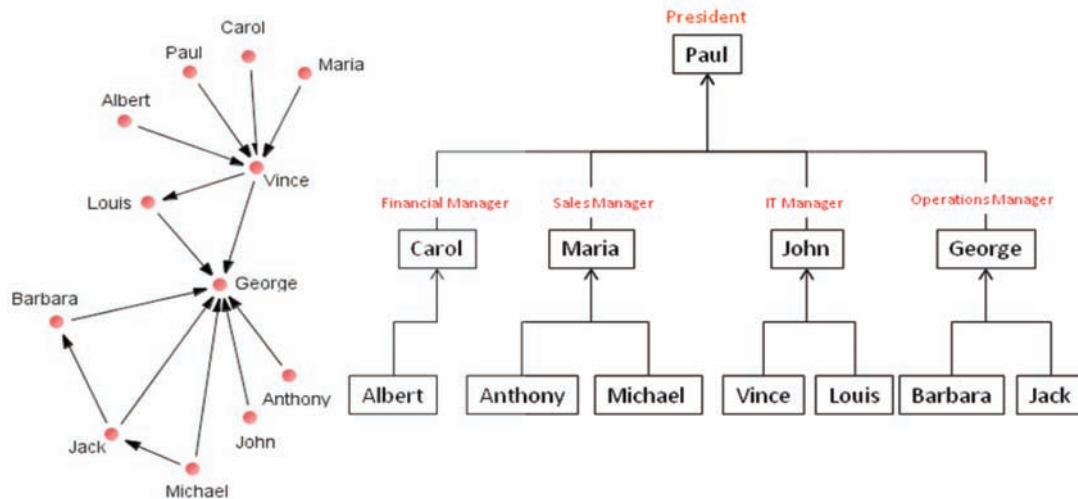 Carol
Paul
Maria
Albert
Vince
Louis
George
Barbara
Anthony
John
Jack
Michael
President
Paul
Financial Manager
Sales Manager
IT Manager
Operations Manager
Carol
Maria
John
George
Albert
Anthony
Michael
Vince
Louis
Barbara
Jack